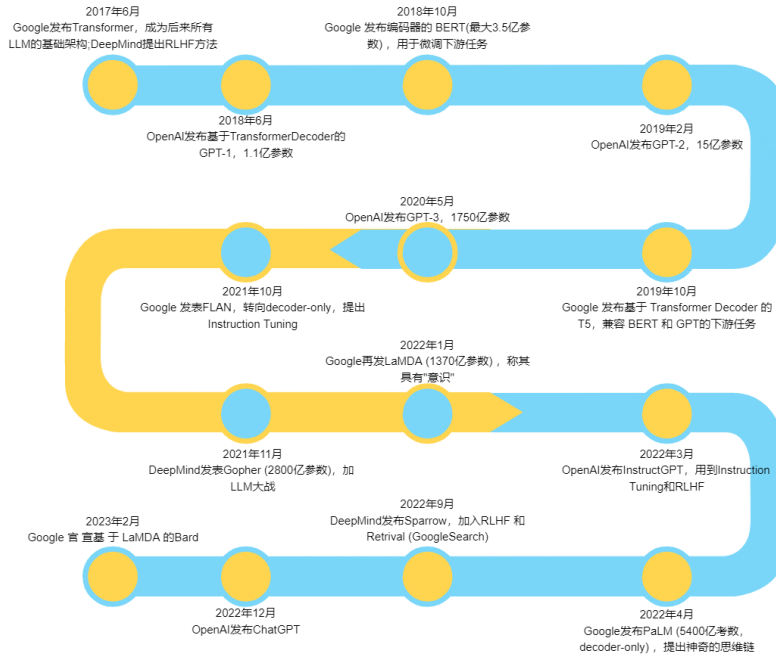 2017年6月
Google发布Transformer，成为后来所有
LLM的基础架构;DeepMind提出RLHF方法
2018年6月
OpenAI发布基于TransformerDecoder的
GPT-1，1.1亿参数
2018年10月
Google 发布编码器的 BERT(最大3.5亿参
数) ，用于微调下游任务
2019年2月
OpenAI发布GPT-2，15亿参数
2019年10月
Google 发布基于 Transformer Decoder 的
T5，兼容 BERT 和 GPT的下游任务
2020年5月
OpenAI发布GPT-3，1750亿参数
2021年10月
Google 发表FLAN，转向decoder-only，提出
Instruction Tuning
2021年11月
DeepMind发表Gopher (2800亿参数)，加
LLM大战
2022年1月
Google再发LaMDA (1370亿参数) ，称其
具有"意识"
2022年3月
OpenAI发布InstructGPT，用到Instruction
Tuning和RLHF
2022年4月
Google发布PaLM (5400亿考数,
decoder-only) ，提出神奇的思维链
2022年9月
DeepMind发布Sparrow，加入RLHF 和
Retrival (GoogleSearch)
2022年12月
OpenAI发布ChatGPT
2023年2月
Google 官 宣基 于 LaMDA 的Bard